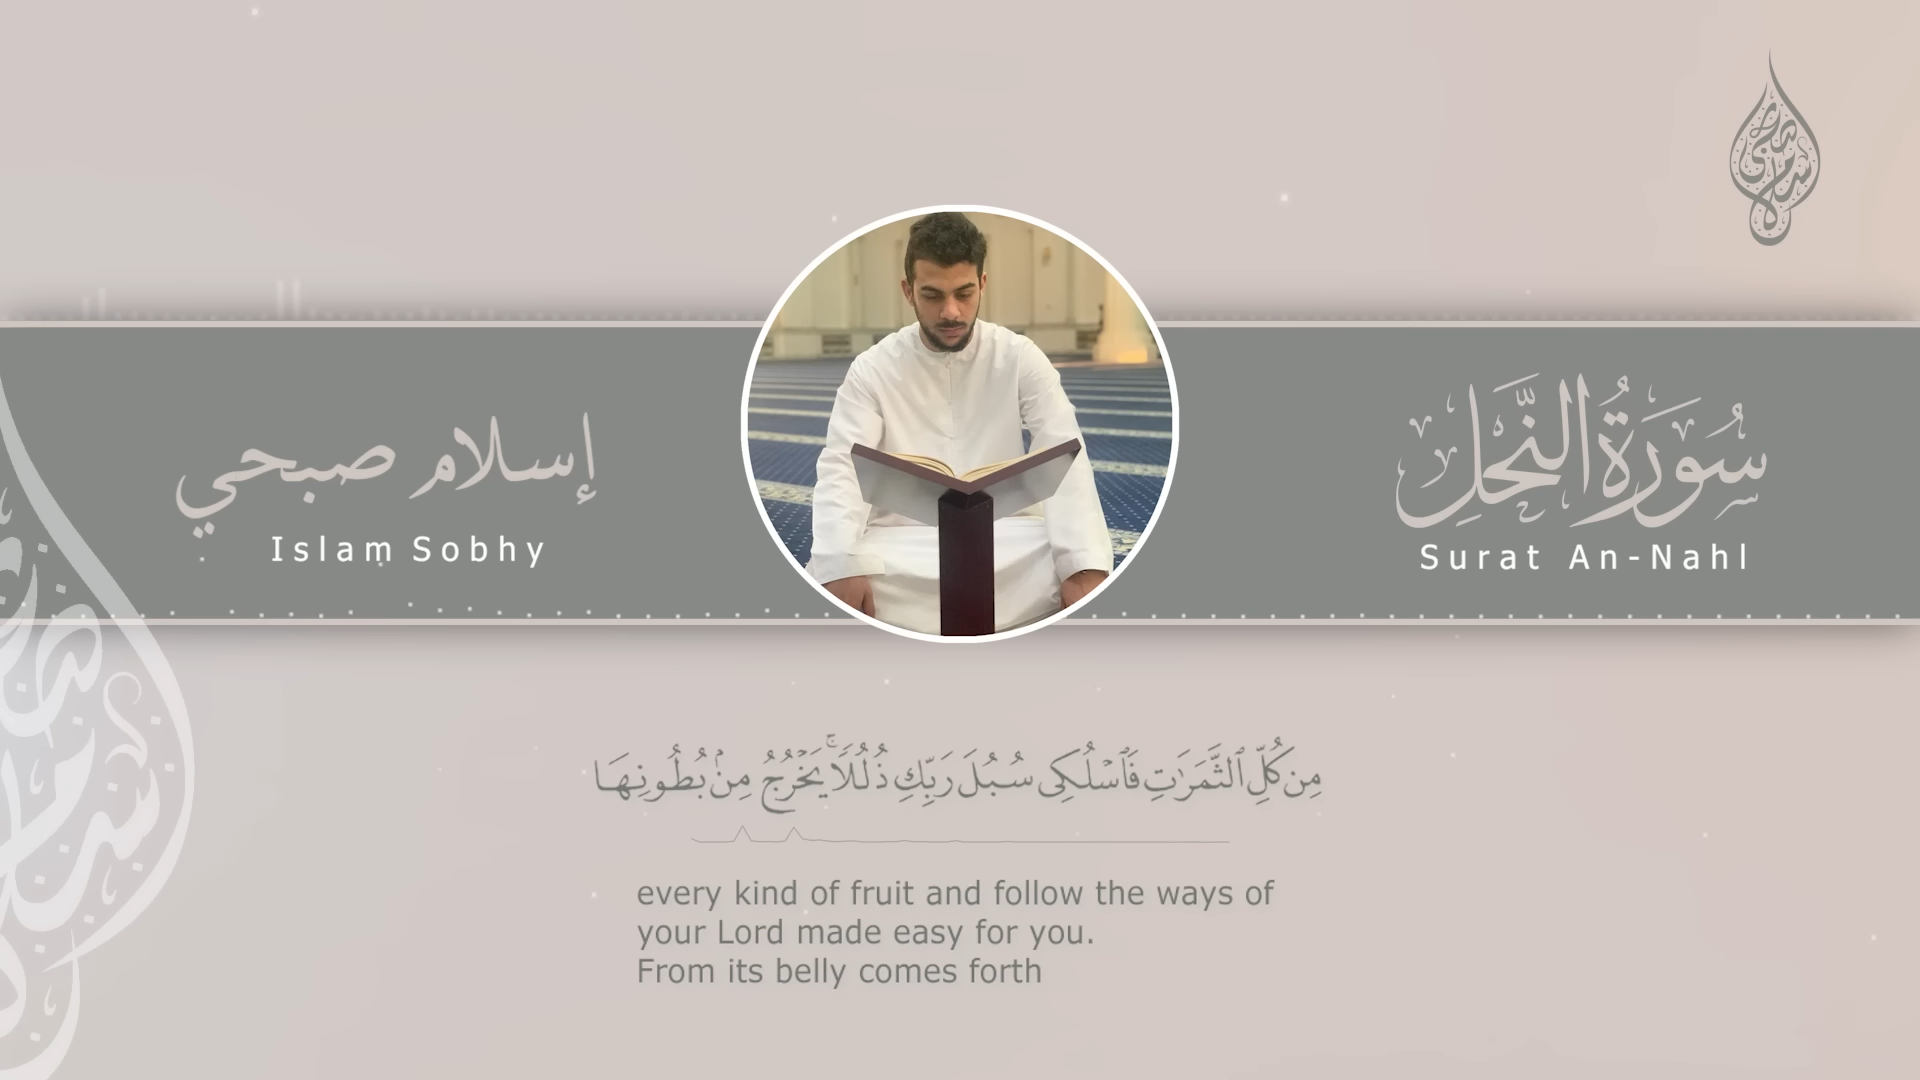 إسلام صبحي
Islam Sobhy
سُورَةُ النَّحل
Surat An-Nahl
مِن كُلِّ ٱلثَّمَرَٰتِ فَٱسْلُكِى سُبُلَ رَبِّكِ ذُلُلًۭا ۚ يَخْرُجُ مِنۢ بُطُونِهَا
every kind of fruit and follow the ways of
your Lord made easy for you.
From its belly comes forth